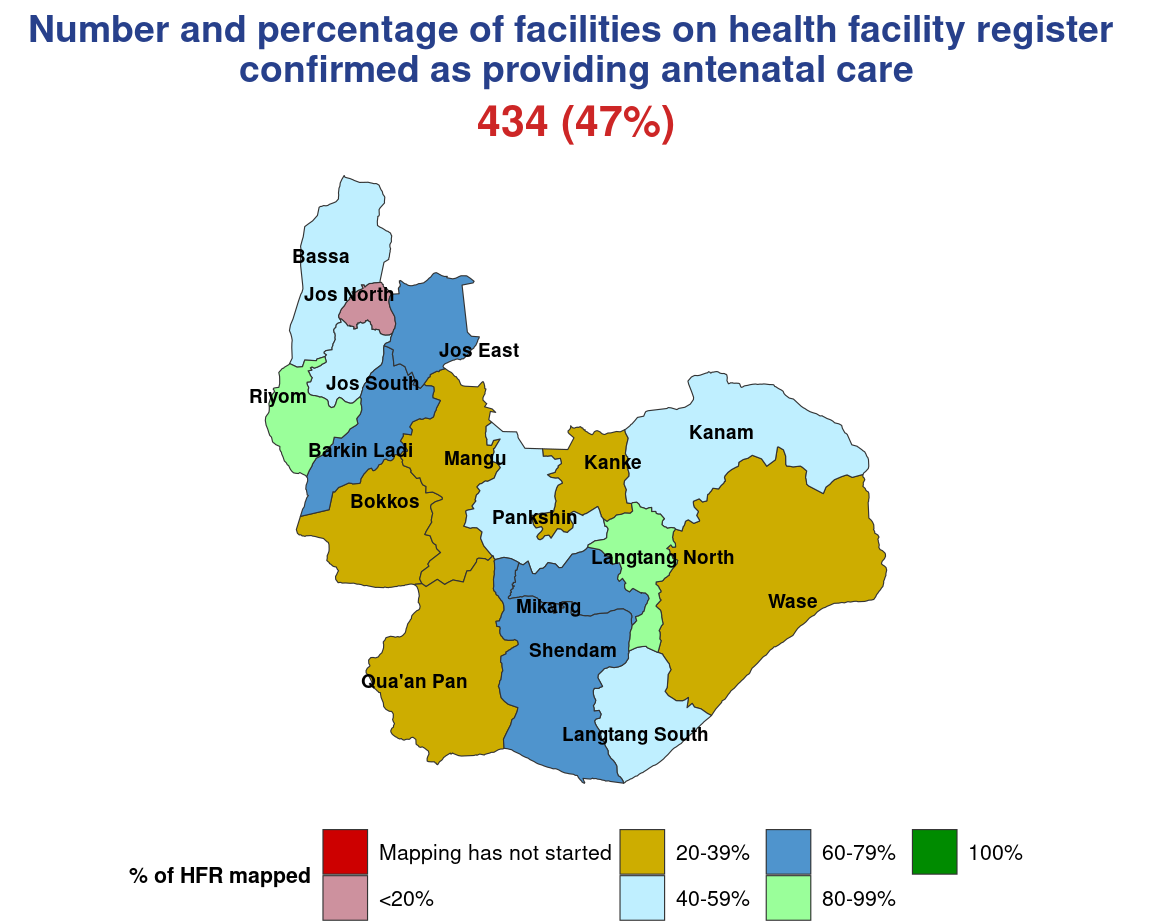 Number and percentage of facilities on health facility register
confirmed as providing antenatal care
434 (47%)
Bassa
Jos North
Jos East
Jos South
Riyom
Kanam
Barkin Ladi
Mangu
Kanke
Bokkos
Pankshin
Langtang North
Wase
Mikang
Shendam
Qua'an Pan
Langtang South
% of HFR mapped
Mapping has not started
<20%
20-39%
40-59%
60-79%
80-99%
100%